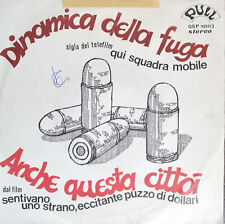 Dinamica della fuga
PULL
QSP 1013
stereo
sigla del telefilm
qui squadra mobile
Anche questa città
dal film
sentivano
uno strano, eccitante puzzo di dollari